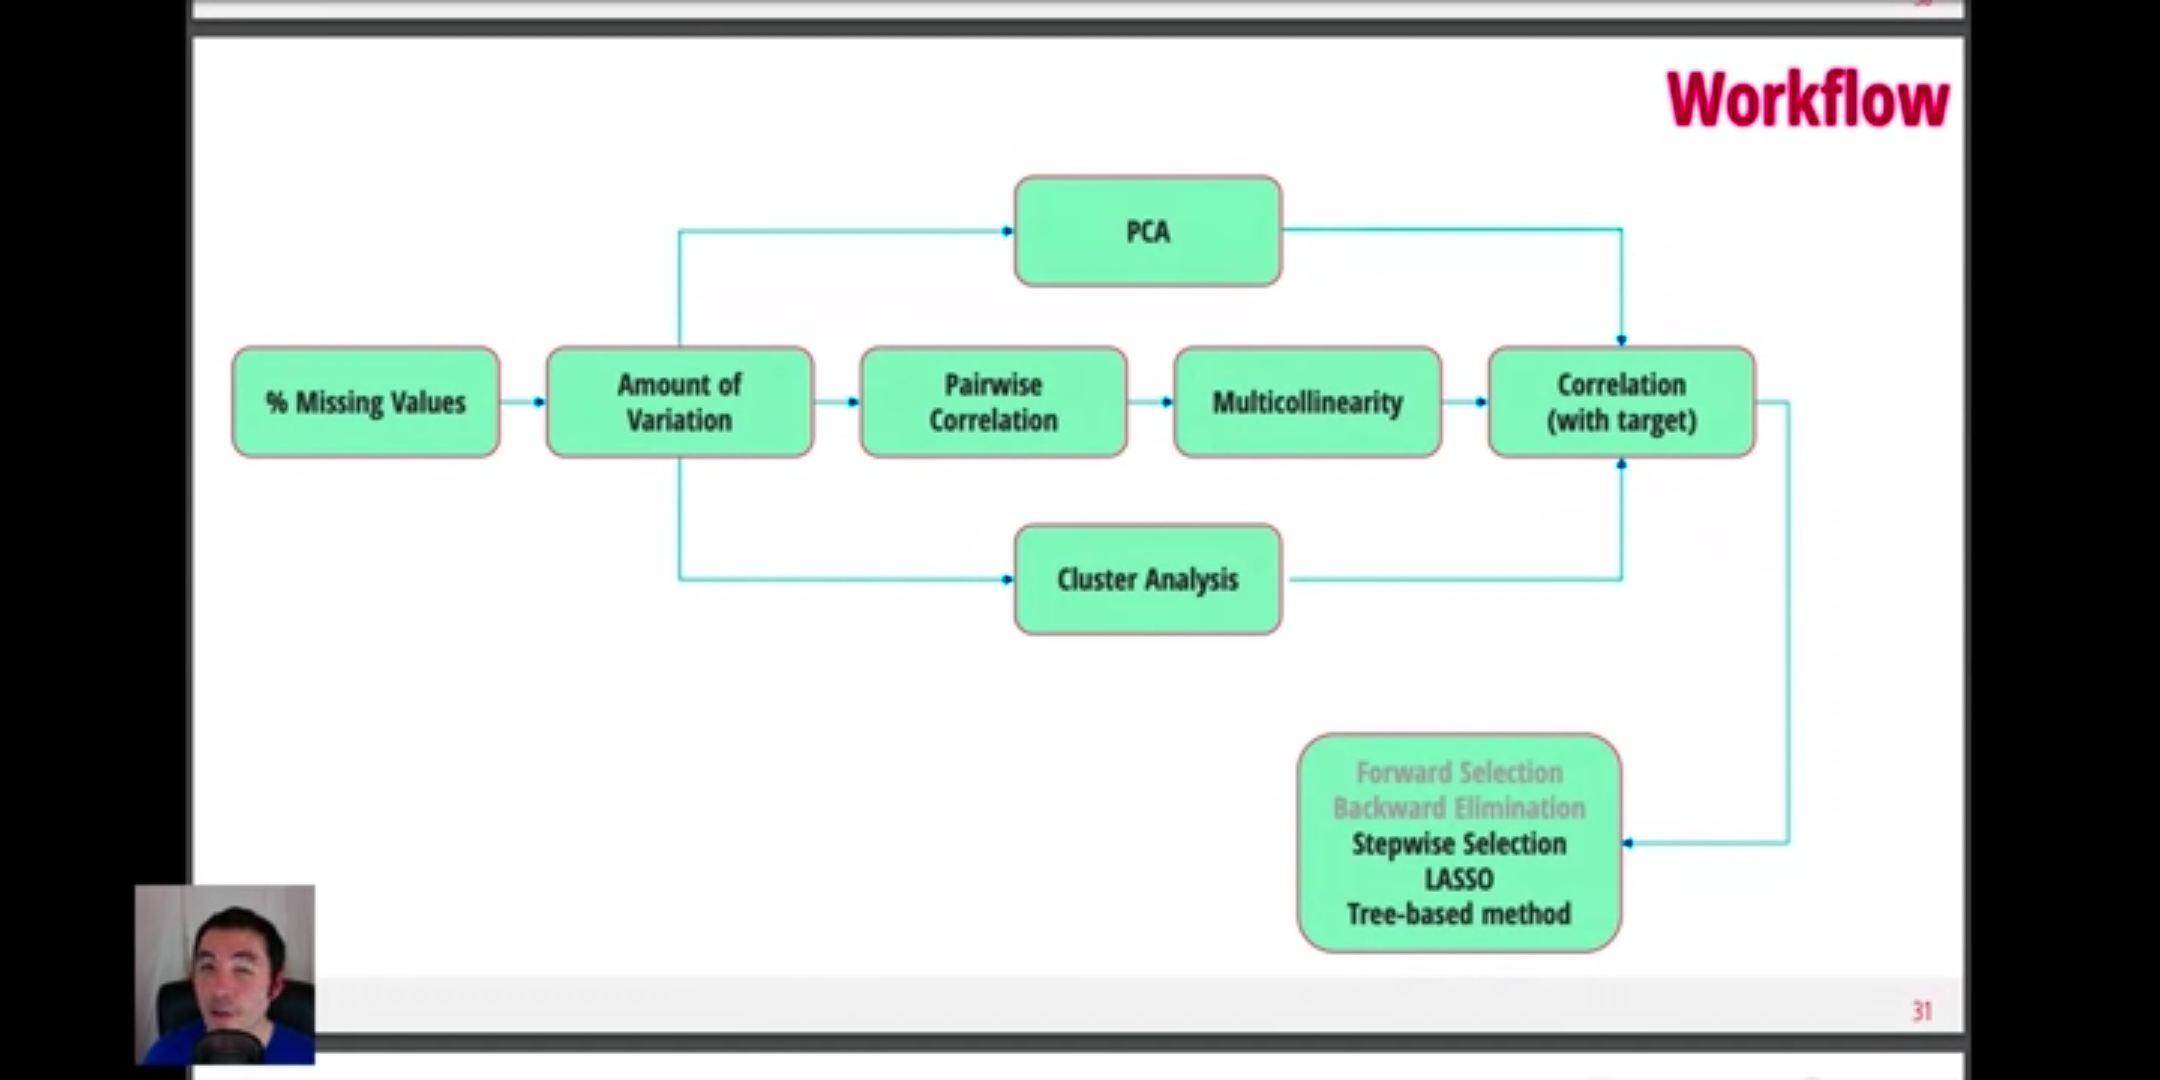 Workflow
PCA
% Missing Values
Amount of
Variation
Pairwise
Correlation
Multicollinearity
Correlation
(with target)
Cluster Analysis
Forward Selection
Backward Elimination
Stepwise Selection
LASSO
Tree-based method
31